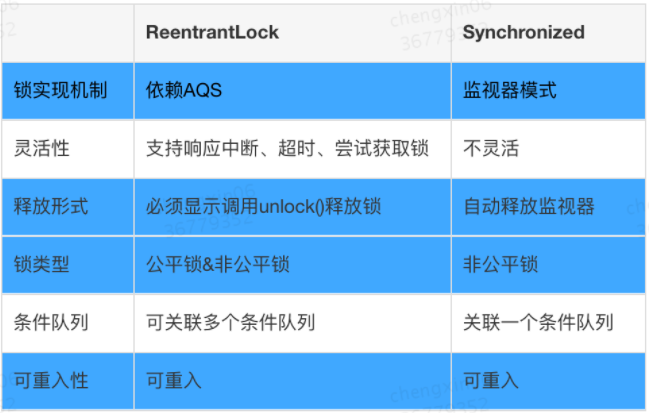 ReentrantLock Synchronized
锁实现机制 依赖AQS 监视器模式
灵活性 支持响应中断、超时、尝试获取锁 不灵活
释放形式 必须显示调用unlock()释放锁 自动释放监视器
锁类型 公平锁&非公平锁 非公平锁
条件队列 可关联多个条件队列 关联一个条件队列
可重入性 可重入 可重入
chengxin06
36779352